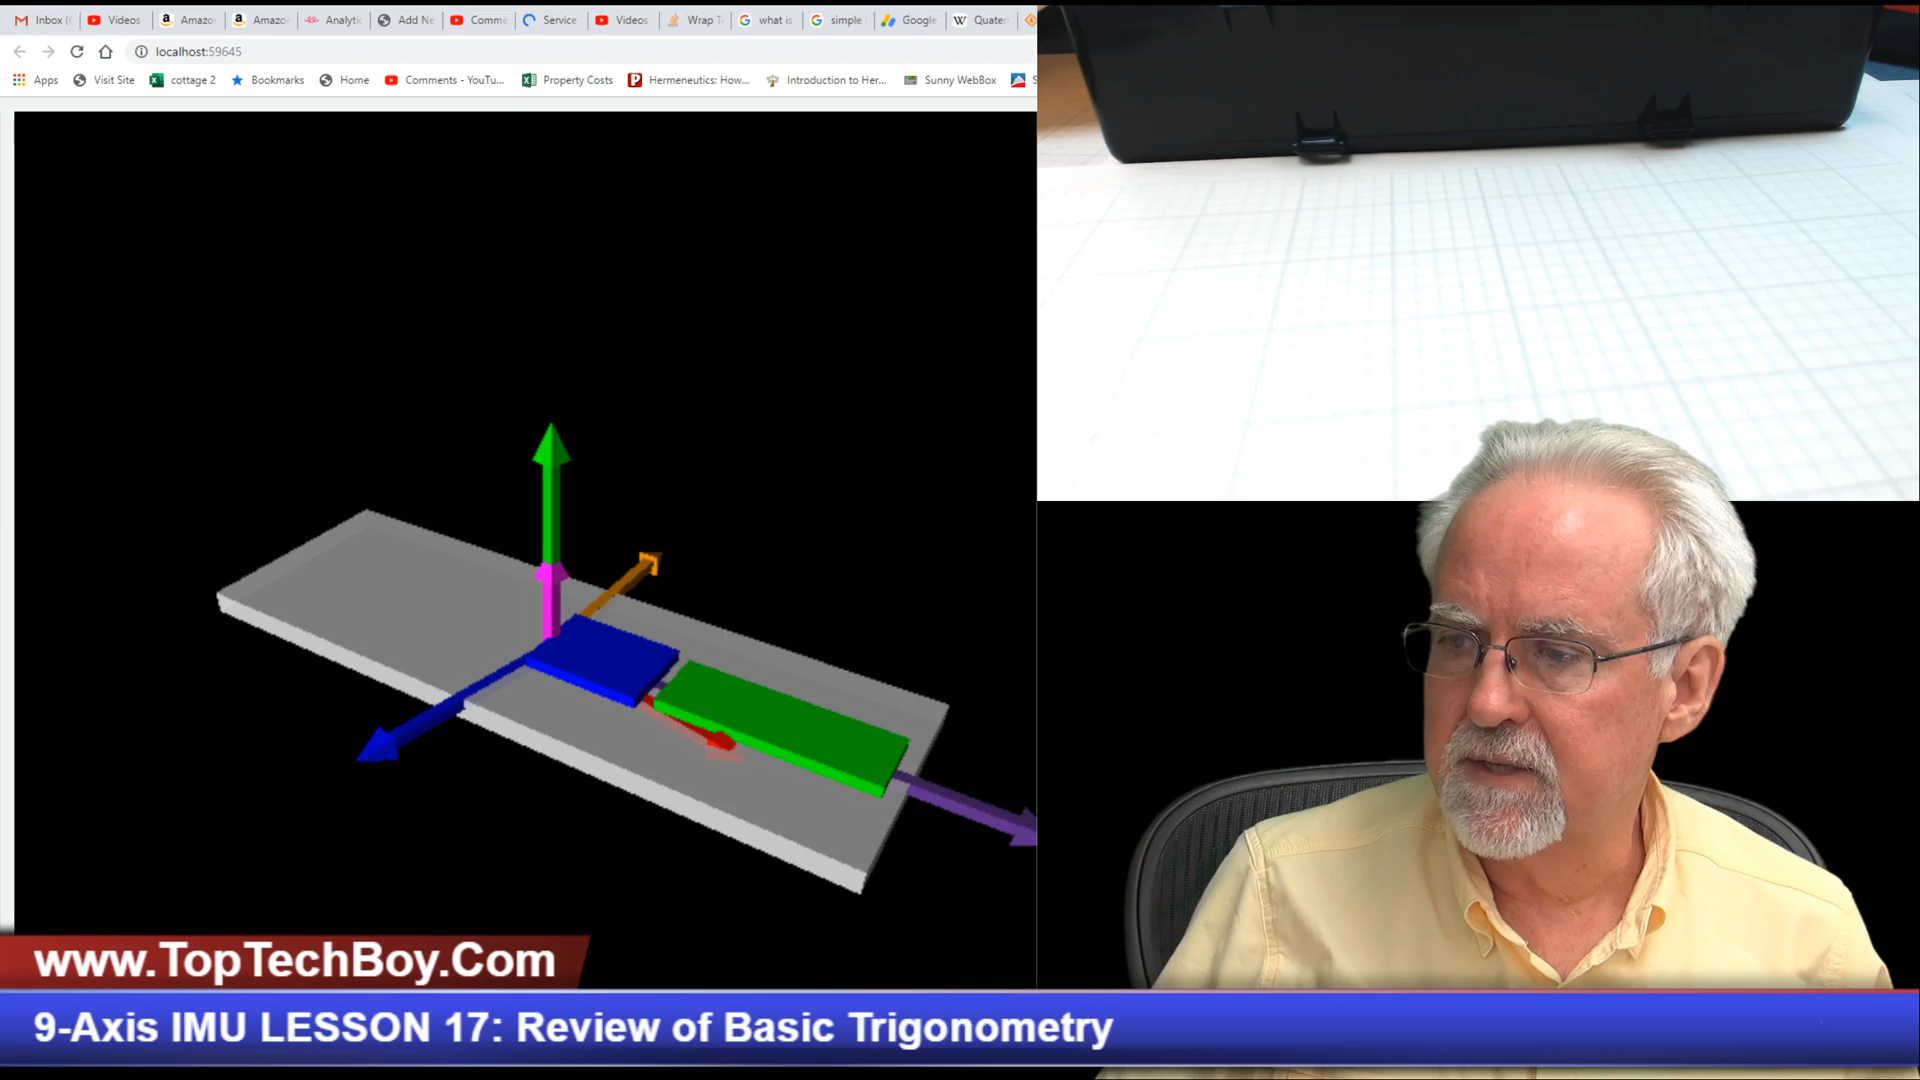 Inbox ( Videos Amazo Amazo Analytic Add Ne Comme Service Videos Wrap T what is simple Google Quater
localhost:59645
Apps Visit Site cottage 2 Bookmarks Home Comments - YouTu... Property Costs Hermeneutics: How... Introduction to Her... Sunny WebBox S
www.TopTechBoy.Com
9-Axis IMU LESSON 17: Review of Basic Trigonometry